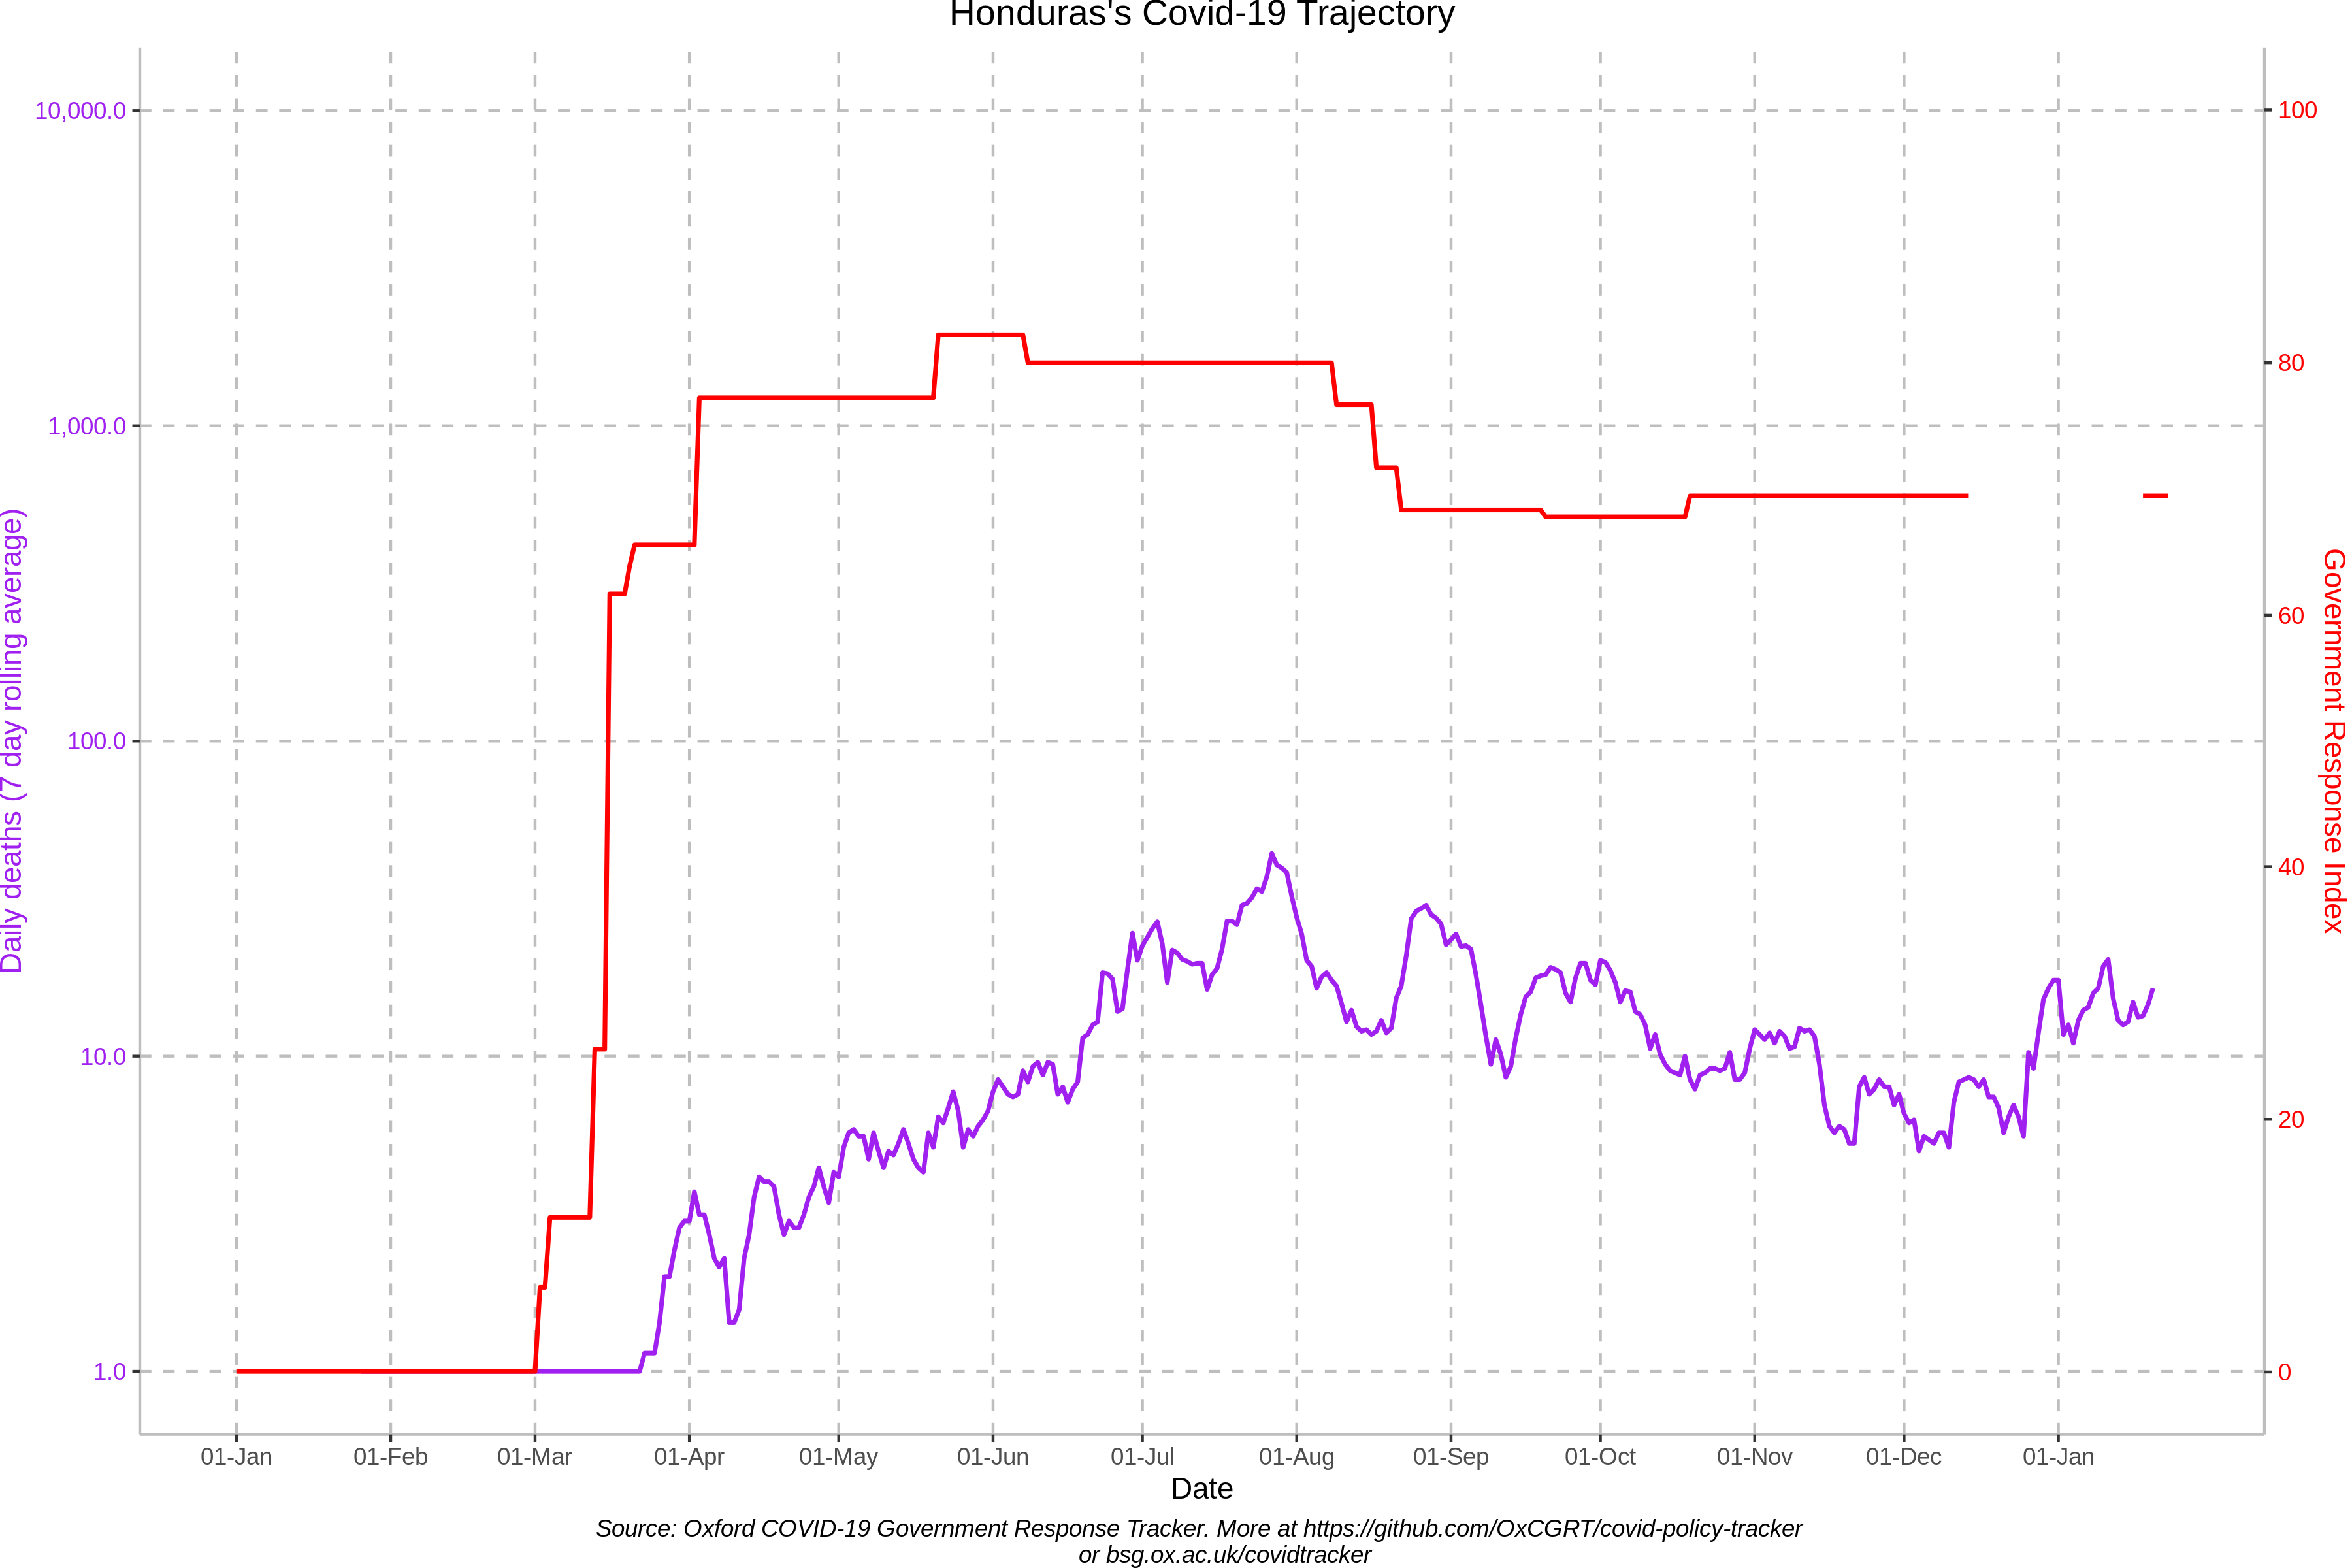 Honduras's Covid-19 Trajectory
10,000.0
1,000.0
100.0
10.0
1.0
Daily deaths (7 day rolling average)
100
80
60
40
20
0
Government Response Index
01-Jan 01-Feb 01-Mar 01-Apr 01-May 01-Jun 01-Jul 01-Aug 01-Sep 01-Oct 01-Nov 01-Dec 01-Jan
Date
Source: Oxford COVID-19 Government Response Tracker. More at https://github.com/OxCGRT/covid-policy-tracker
or bsg.ox.ac.uk/covidtracker